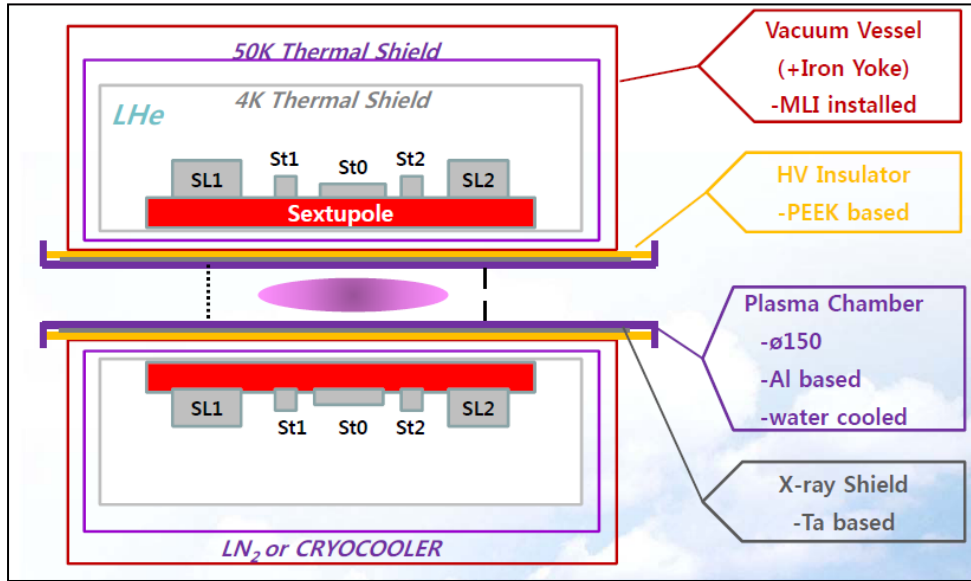 50K Thermal Shield
4K Thermal Shield
LHe
St1 St0 St2
SL1 SL2
Sextupole
SL1 SL2
St1 St0 St2
LN2 or CRYOCOOLER
Vacuum Vessel
(+Iron Yoke)
-MLI installed
HV Insulator
-PEEK based
Plasma Chamber
-ø150
-Al based
-water cooled
X-ray Shield
-Ta based